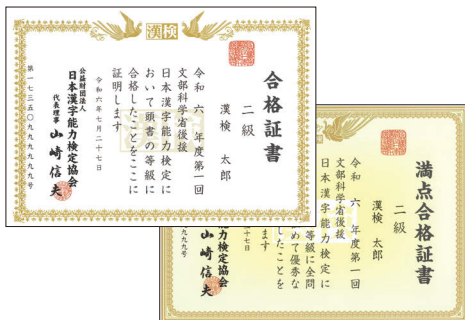 漢検
合格証書
二級
漢検 太郎
令和 六 年度第一回
文部科学省後援
日本漢字能力検定に
おいて頭書の等級に
合格したことをここに
証明します
令和六年七月二十七日
公益財団法人
日本漢字能力検定協会
代表理事 山崎信夫
第一七三五〇九九九九九九号
満点合格証書
二級
漢検 太郎
令和 六 年度第一回
文部科学省後援
日本漢字能力検定に
等級に全問
めて優秀な
したことを
ます
十七日
力検定協会
山崎信夫
九九号